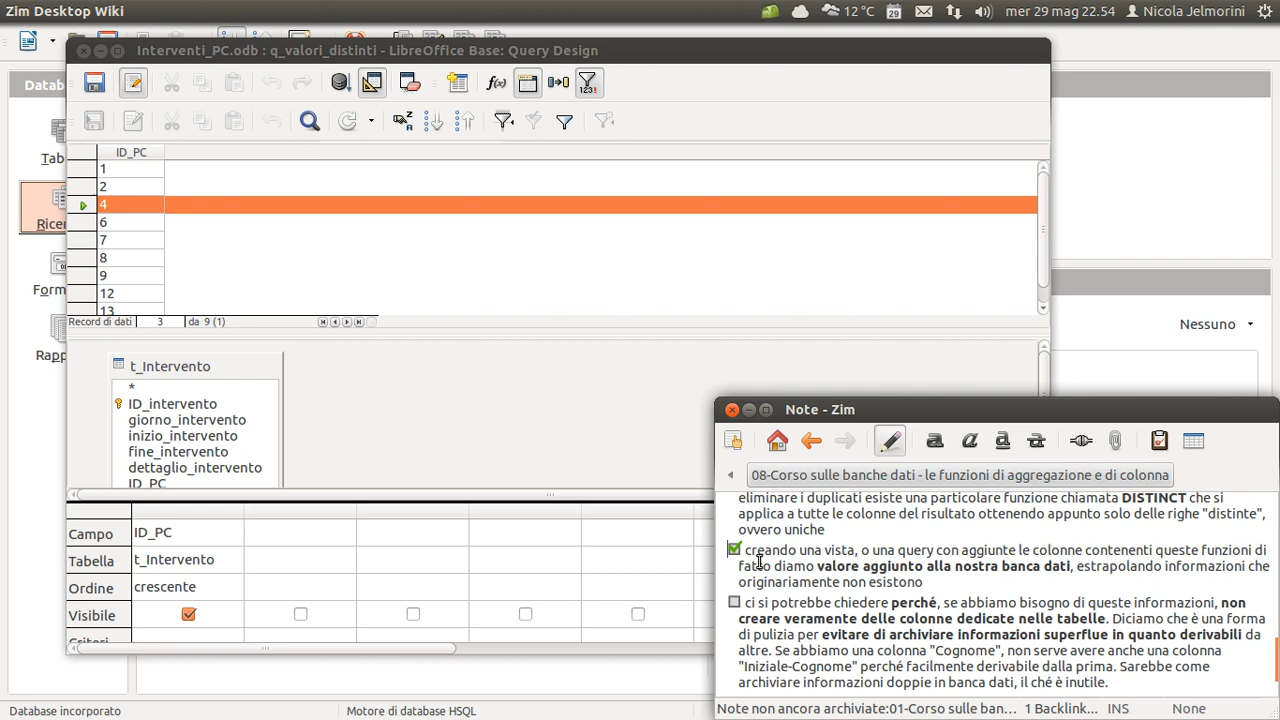 Zim Desktop Wiki
12 °C
mer 29 mag 22.54
Nicola Jelmorini
Interventi_PC.odb : q_valori_distinti - LibreOffice Base: Query Design
Datab
Tab
Ricer
Form
Rapp
f(x)
123!
ID_PC
1
2
4
6
7
8
9
12
13
Record di dati 3 da 9 (1)
Nessuno
t_Intervento
*
ID_intervento
giorno_intervento
inizio_intervento
fine_intervento
dettaglio_intervento
ID_PC
Campo ID_PC
Tabella t_Intervento
Ordine crescente
Visibile
Criteri
Note - Zim
08-Corso sulle banche dati - le funzioni di aggregazione e di colonna
eliminare i duplicati esiste una particolare funzione chiamata DISTINCT che si
applica a tutte le colonne del risultato ottenendo appunto solo delle righe "distinte",
ovvero uniche
creando una vista, o una query con aggiunte le colonne contenenti queste funzioni di
fatto diamo valore aggiunto alla nostra banca dati, estrapolando informazioni che
originariamente non esistono
ci si potrebbe chiedere perché, se abbiamo bisogno di queste informazioni, non
creare veramente delle colonne dedicate nelle tabelle. Diciamo che è una forma
di pulizia per evitare di archiviare informazioni superflue in quanto derivabili da
altre. Se abbiamo una colonna "Cognome", non serve avere anche una colonna
"Iniziale-Cognome" perché facilmente derivabile dalla prima. Sarebbe come
archiviare informazioni doppie in banca dati, il ché è inutile.
Note non ancora archiviate:01-Corso sulle ban... 1 Backlink... INS None
Database incorporato
Motore di database HSQL